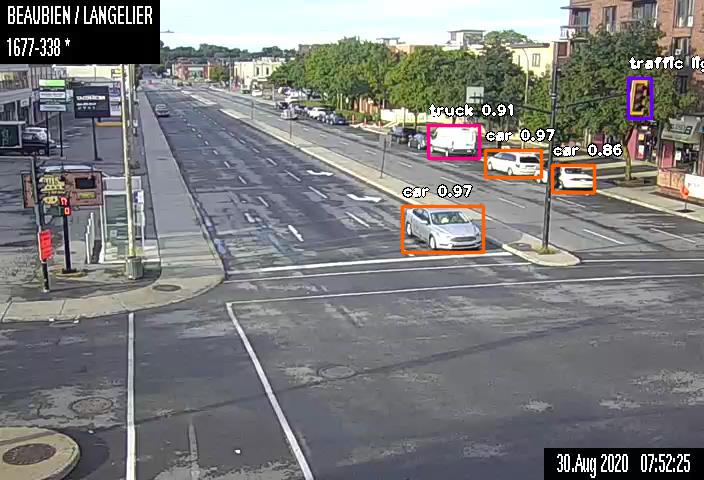 BEAUBIEN / LANGELIER
1677-338 *
traffic lig
truck 0.91
car 0.97
car 0.86
car 0.97
30.Aug 2020 07:52:25